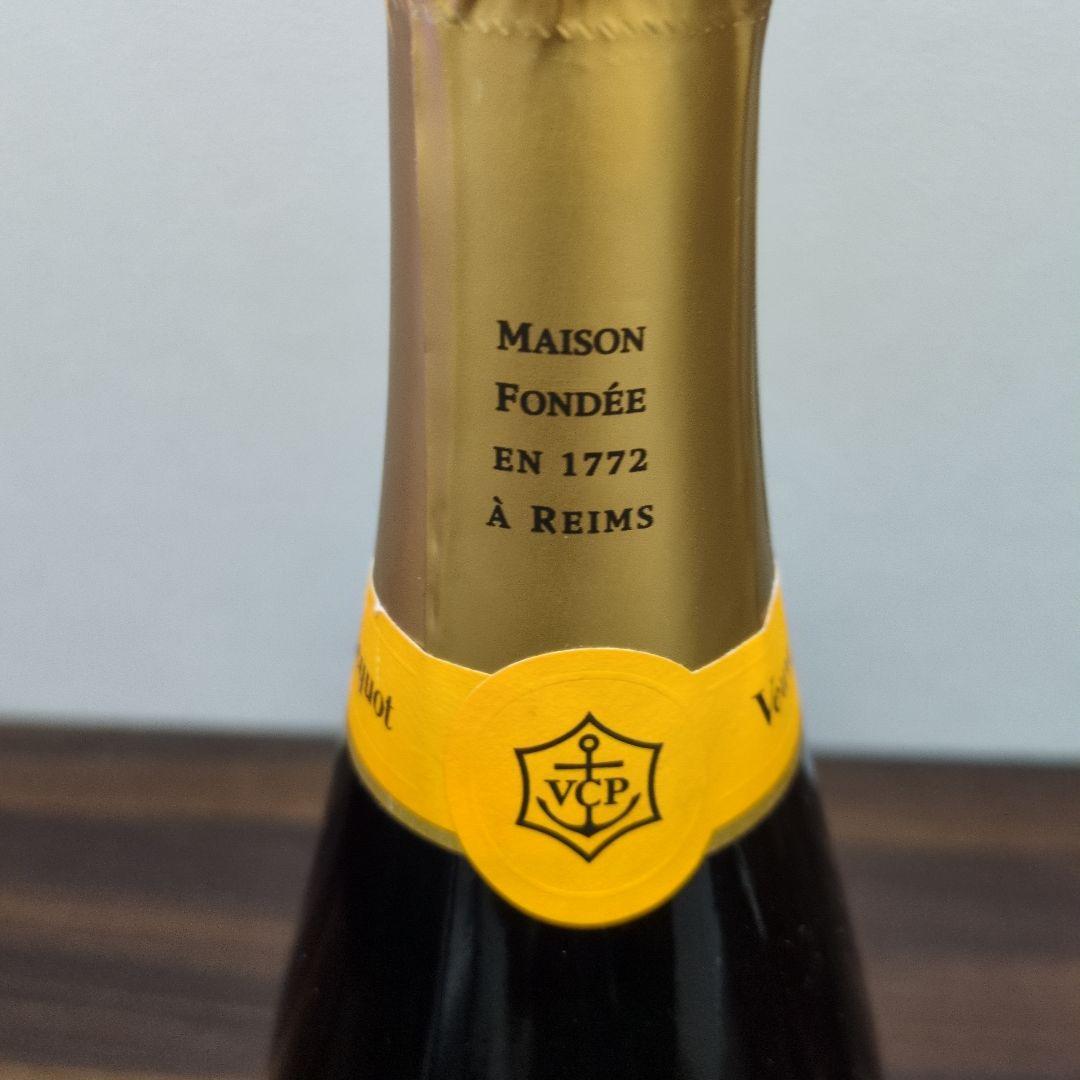 MAISON
FONDÉE
EN 1772
À REIMS
VCP